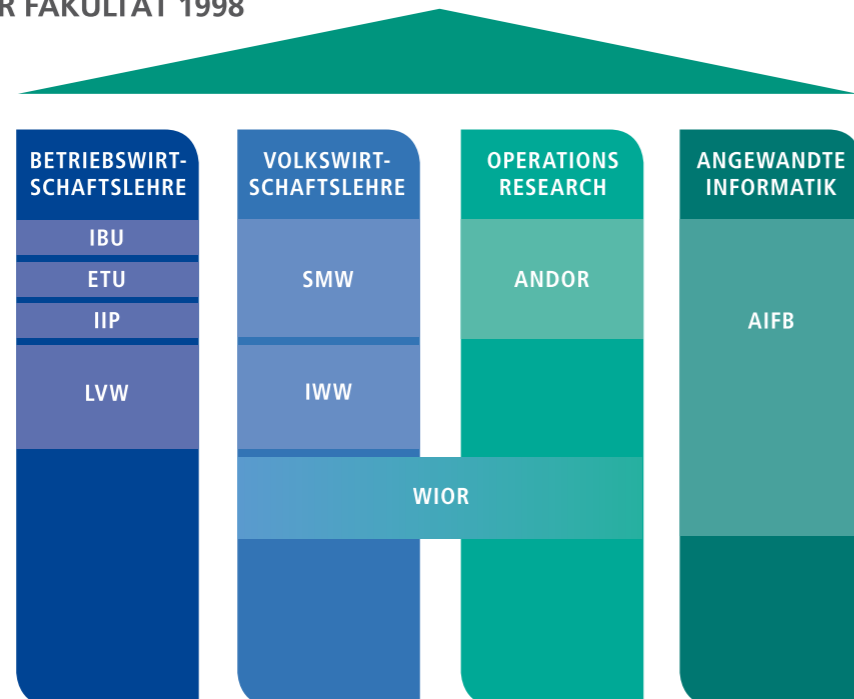 R FAKULTÄT 1998
BETRIEBSWIRT-
SCHAFTSLEHRE
IBU
ETU
IIP
LVW
VOLKSWIRT-
SCHAFTSLEHRE
SMW
IWW
OPERATIONS
RESEARCH
ANDOR
WIOR
ANGEWANDTE
INFORMATIK
AIFB